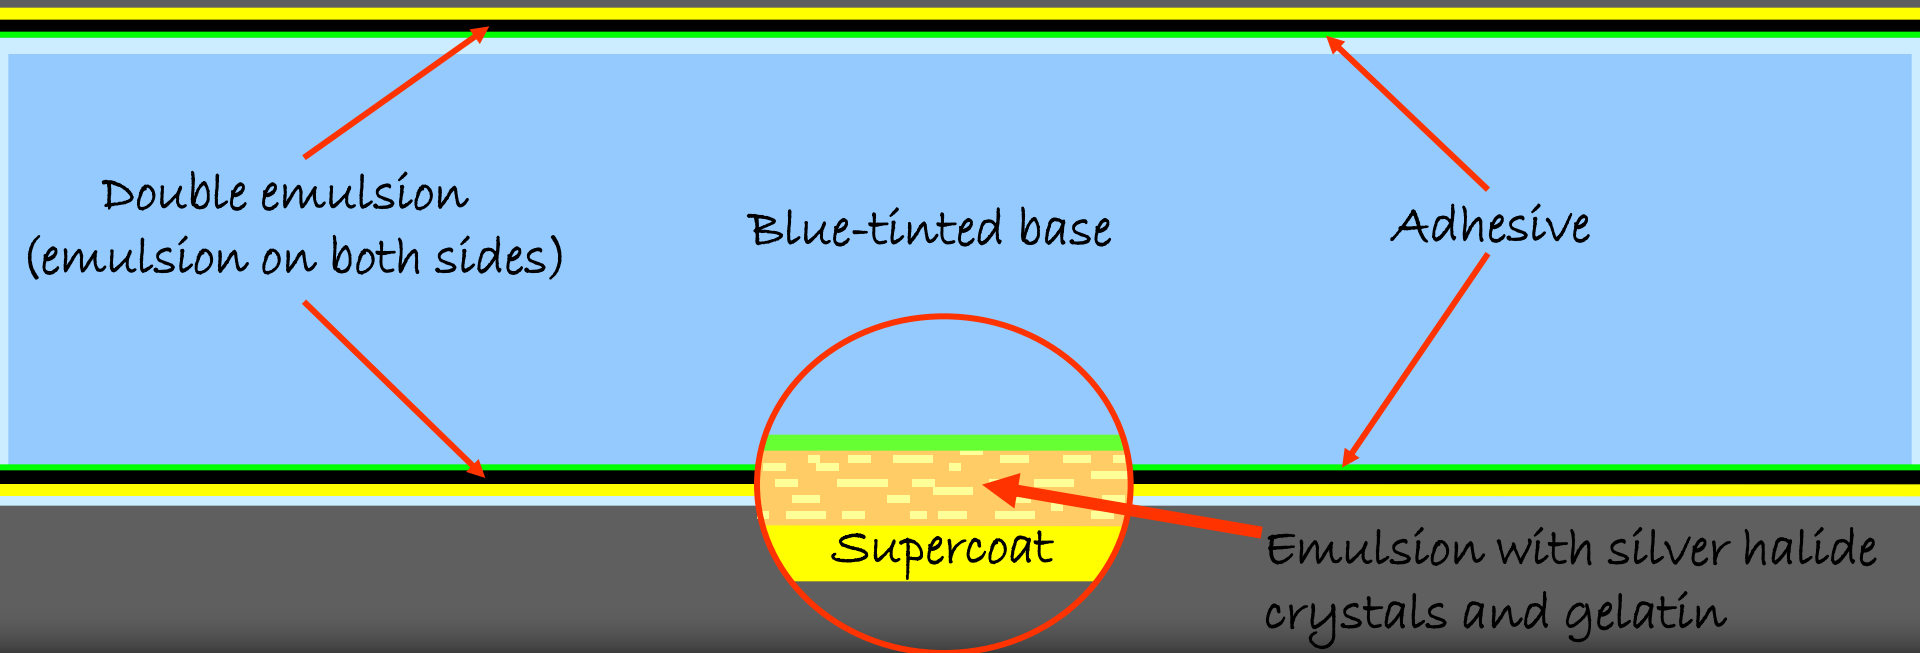 Double emulsion
(emulsion on both sides)
Blue-tinted base
Adhesive
Supercoat
Emulsion with silver halide
crystals and gelatin